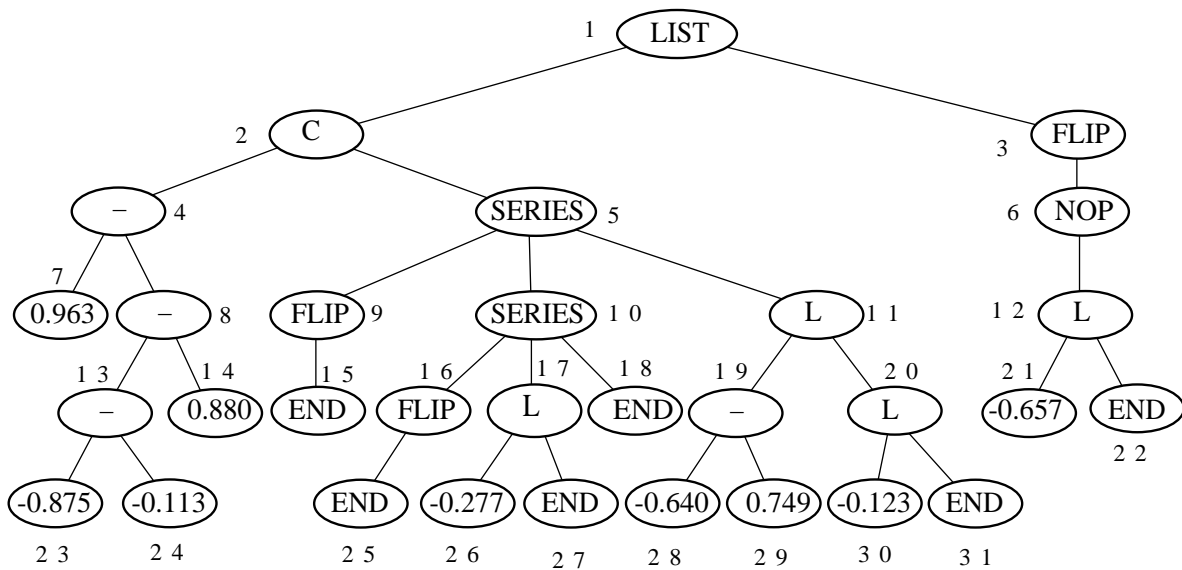 1 LIST
2 C
3 FLIP
– 4
SERIES 5
6 NOP
7
0.963
– 8
FLIP 9
SERIES 10
L 11
12 L
13
14
15
16
17
18
19
20
21
– 0.880 END FLIP L END – L -0.657 END
22
-0.875 -0.113 END -0.277 END -0.640 0.749 -0.123 END
23 24 25 26 27 28 29 30 31